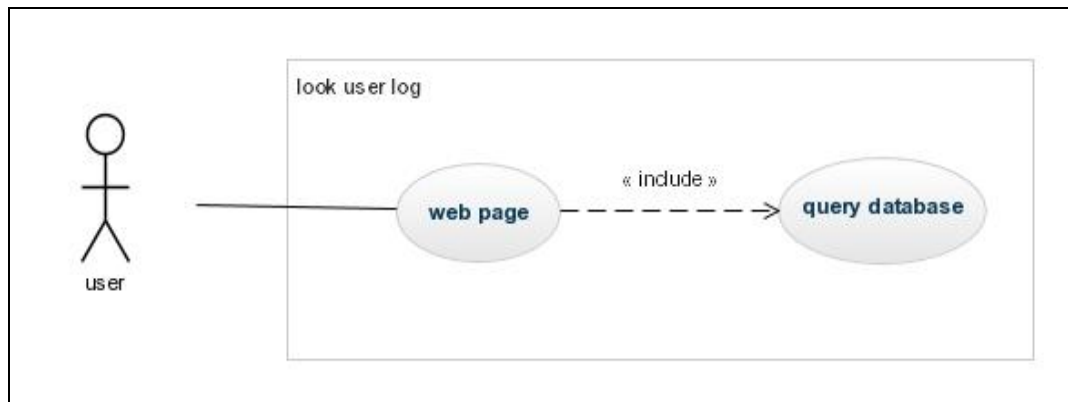 look user log
« include »
web page
query database
user